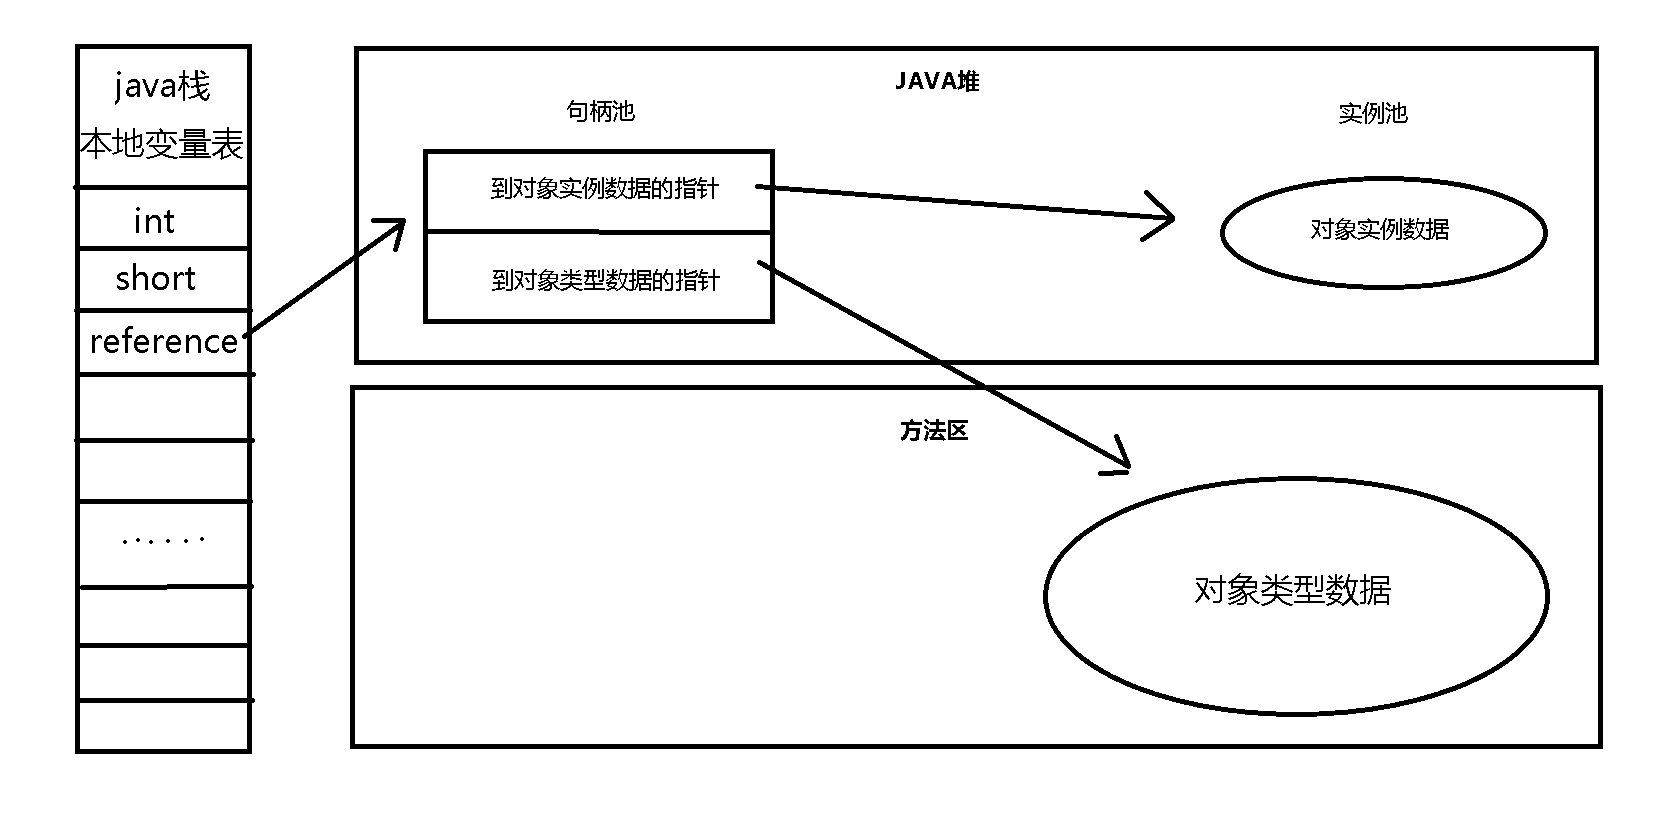 java栈
本地变量表
int
short
reference
······
JAVA堆
句柄池
实例池
到对象实例数据的指针
到对象类型数据的指针
对象实例数据
方法区
对象类型数据